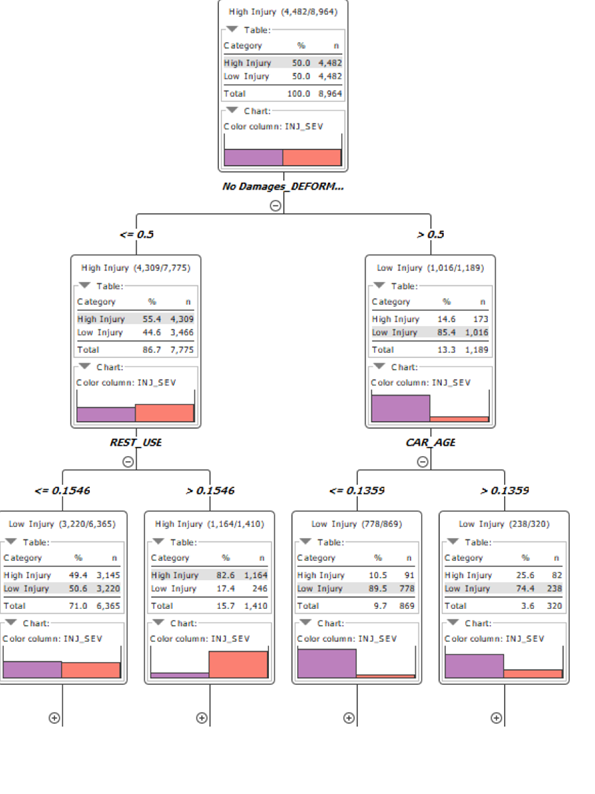 High Injury (4,482/8,964)
Table:
Category % n
High Injury 50.0 4,482
Low Injury 50.0 4,482
Total 100.0 8,964
Chart:
Color column: INJ_SEV
No Damages_DEFORM...
<= 0.5
> 0.5
High Injury (4,309/7,775)
Table:
Category % n
High Injury 55.4 4,309
Low Injury 44.6 3,466
Total 86.7 7,775
Chart:
Color column: INJ_SEV
REST_USE
Low Injury (1,016/1,189)
Table:
Category % n
High Injury 14.6 173
Low Injury 85.4 1,016
Total 13.3 1,189
Chart:
Color column: INJ_SEV
CAR_AGE
<= 0.1546
> 0.1546
<= 0.1359
> 0.1359
Low Injury (3,220/6,365)
Table:
Category % n
High Injury 49.4 3,145
Low Injury 50.6 3,220
Total 71.0 6,365
Chart:
Color column: INJ_SEV
High Injury (1,164/1,410)
Table:
Category % n
High Injury 82.6 1,164
Low Injury 17.4 246
Total 15.7 1,410
Chart:
Color column: INJ_SEV
Low Injury (778/869)
Table:
Category % n
High Injury 10.5 91
Low Injury 89.5 778
Total 9.7 869
Chart:
Color column: INJ_SEV
Low Injury (238/320)
Table:
Category % n
High Injury 25.6 82
Low Injury 74.4 238
Total 3.6 320
Chart:
Color column: INJ_SEV